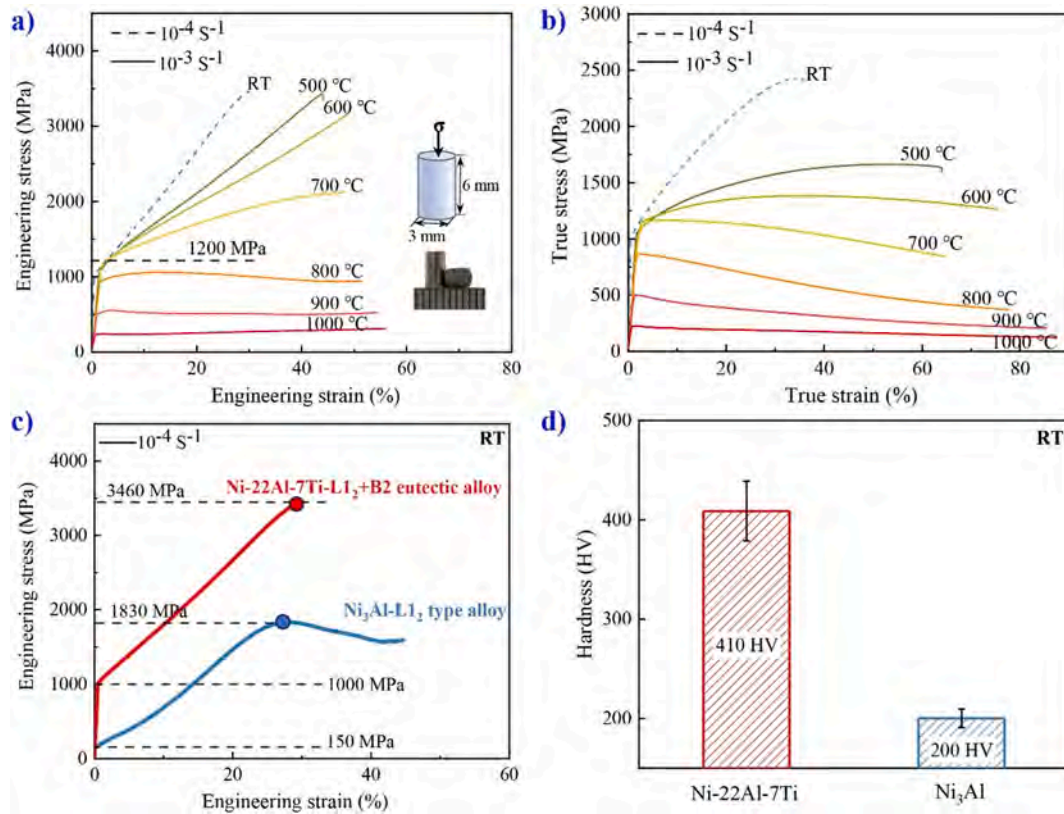 a)
10⁻⁴ S⁻¹
10⁻³ S⁻¹
RT
500 ℃
600 ℃
700 ℃
1200 MPa
800 ℃
900 ℃
1000 ℃
σ
6 mm
3 mm
4000
3000
2000
1000
0
0 20 40 60 80
Engineering stress (MPa)
Engineering strain (%)
b)
10⁻⁴ S⁻¹
10⁻³ S⁻¹
RT
500 ℃
600 ℃
700 ℃
800 ℃
900 ℃
1000 ℃
3000
2500
2000
1500
1000
500
0
0 20 40 60 80
True stress (MPa)
True strain (%)
c)
10⁻⁴ S⁻¹
RT
3460 MPa
Ni-22Al-7Ti-L1₂+B2 eutectic alloy
1830 MPa
Ni₃Al-L1₂ type alloy
1000 MPa
150 MPa
4000
3000
2000
1000
0
0 20 40 60
Engineering stress (MPa)
Engineering strain (%)
d)
RT
500
400
300
200
Hardness (HV)
410 HV
200 HV
Ni-22Al-7Ti
Ni₃Al